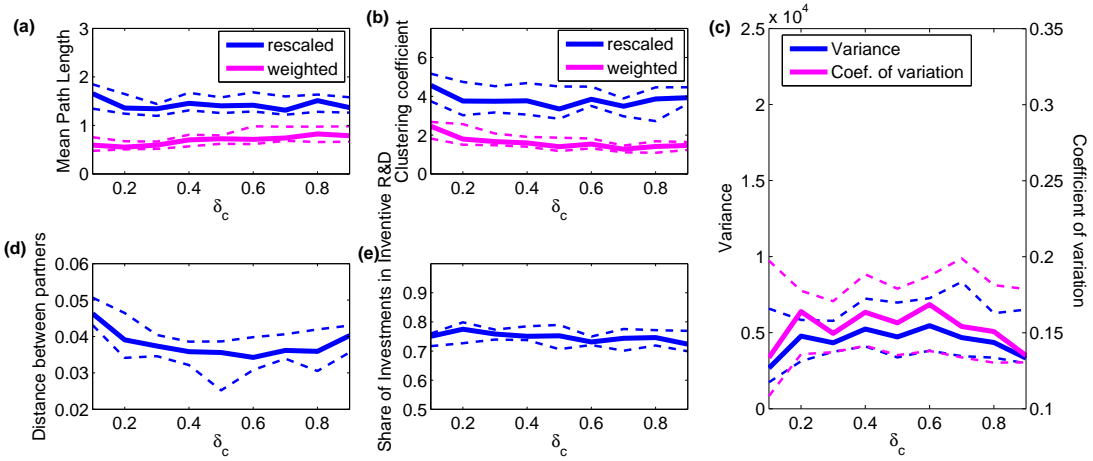 (a)
Mean Path Length
3
2
1
0
rescaled
weighted
0.2 0.4 0.6 0.8
δc
(b)
Clustering coefficient
6
4
2
0
rescaled
weighted
0.2 0.4 0.6 0.8
δc
(c)
x 10⁴
Variance
2.5
2
1.5
1
0.5
0
Variance
Coef. of variation
0.35
0.3
0.25
0.2
0.15
0.1
Coefficient of variation
0.2 0.4 0.6 0.8
δc
(d)
Distance between partners
0.06
0.05
0.04
0.03
0.02
0.2 0.4 0.6 0.8
δc
(e)
Share of Investments in Inventive R&D
0.9
0.8
0.7
0.6
0.5
0.2 0.4 0.6 0.8
δc